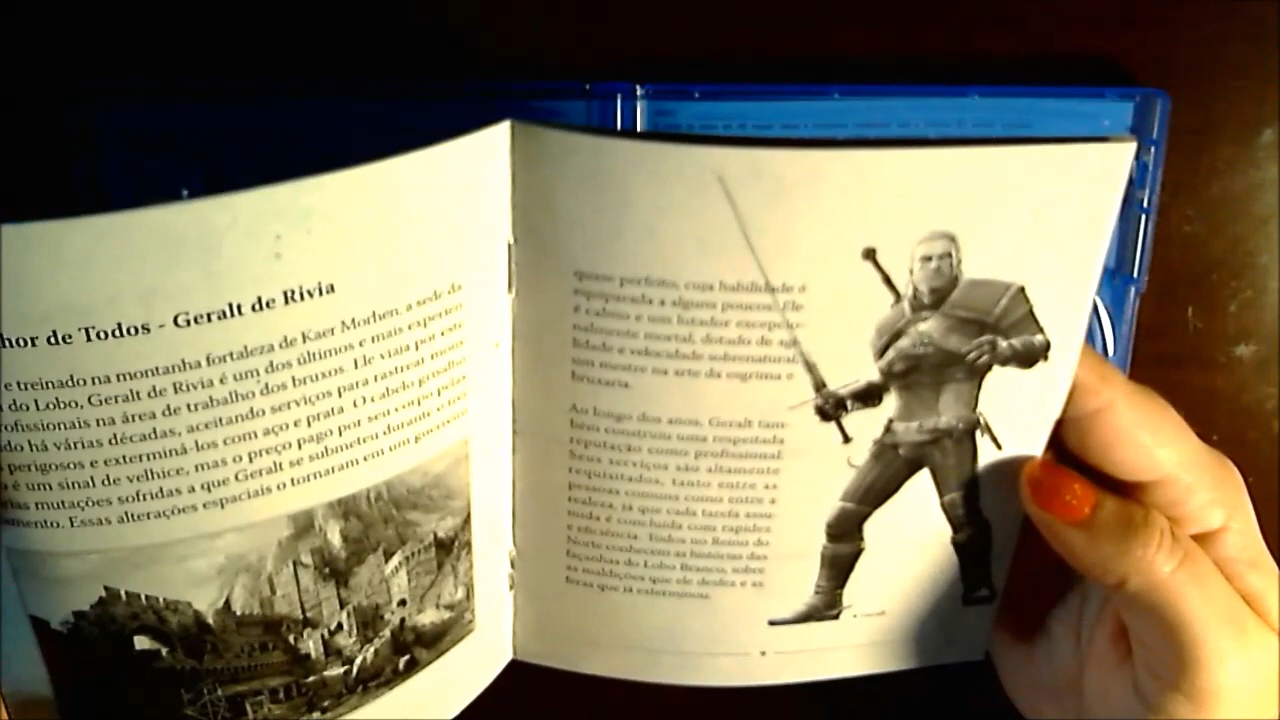 hor de Todos - Geralt de Rivia
e treinado na montanha fortaleza de Kaer Morhen, a sede da
do Lobo, Geralt de Rivia é um dos últimos e mais experien
rofissionais na área de trabalho dos bruxos. Ele viaja por este
do há várias décadas, aceitando serviços para rastrear
perigosos e exterminá-los com aço e prata. O cabelo grisalho
é um sinal de velhice, mas o preço pago por seu corpo pelas
rias mutações sofridas a que Geralt se submeteu durante o
amento. Essas alterações espaciais o tornaram em um guerreiro
quase perfeito, cuja habilidade é
equiparada a alguns poucos. Ele
é calmo e um lutador excepcio-
nalmente mortal, dotado de agi
lidade e velocidade sobrenatural,
um mestre na arte da esgrima e
bruxaria.
Ao longo dos anos, Geralt tam-
bém construiu uma respeitada
reputação como profissional.
Seus serviços são altamente
requisitados, tanto entre as
pessoas comuns como entre a
realeza, já que cada tarefa assu-
mida é concluída com rapidez
e eficiência. Todos no Reino do
Norte conhecem as histórias das
façanhas do Lobo Branco, sobre
as maldições que ele desfez e as
feras que já exterminou.